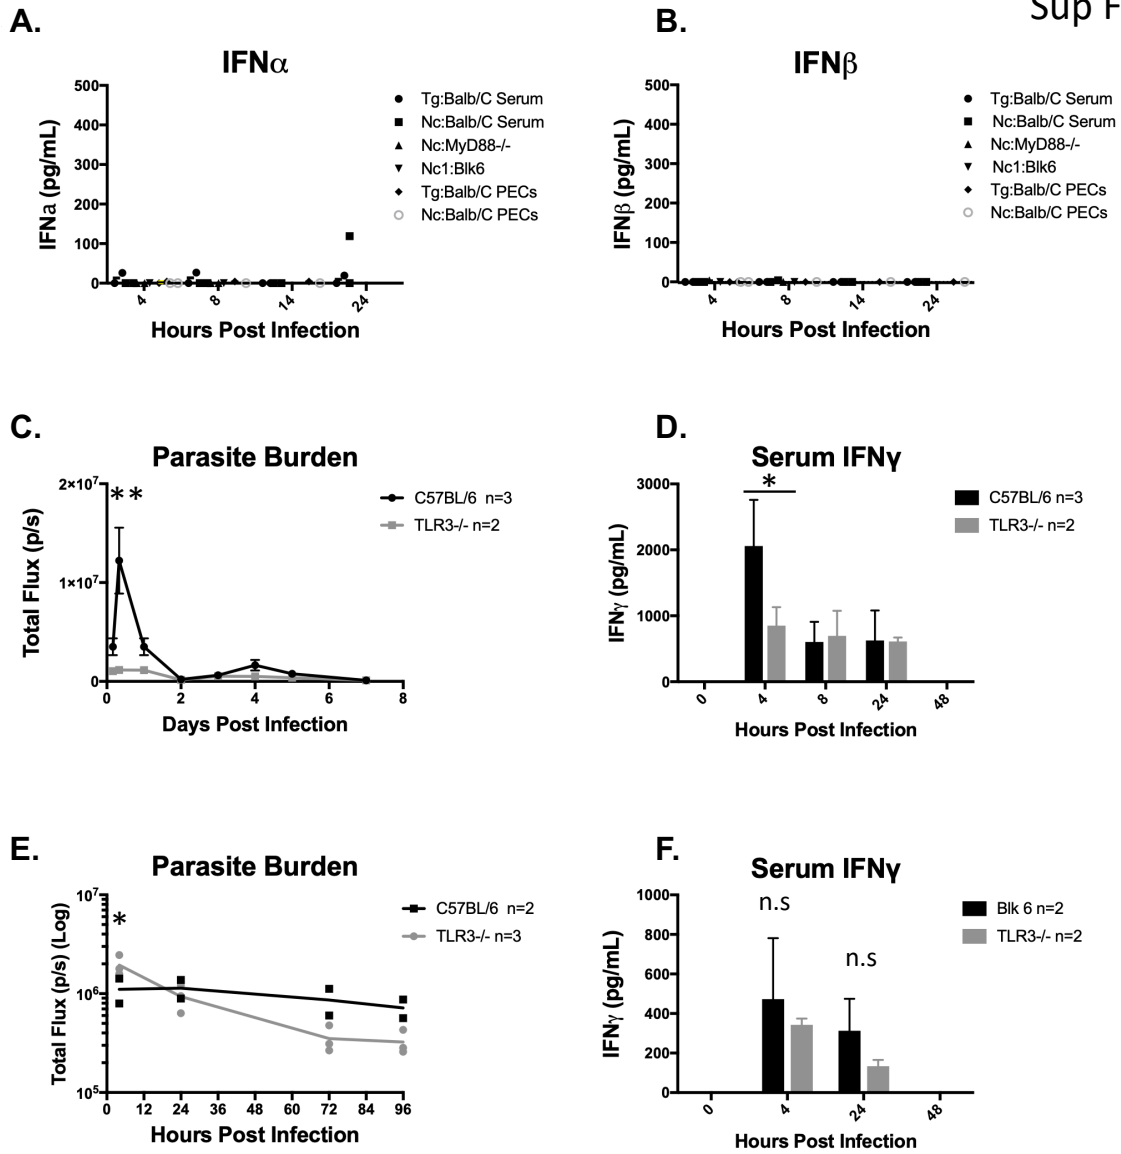 Sup F
A.
IFNα
IFNa (pg/mL)
500
400
300
200
100
0
4
8
14
24
Hours Post Infection
Tg:Balb/C Serum
Nc:Balb/C Serum
Nc:MyD88-/-
Nc1:Blk6
Tg:Balb/C PECs
Nc:Balb/C PECs
B.
IFNβ
IFNβ (pg/mL)
500
400
300
200
100
0
4
8
14
24
Hours Post Infection
Tg:Balb/C Serum
Nc:Balb/C Serum
Nc:MyD88-/-
Nc1:Blk6
Tg:Balb/C PECs
Nc:Balb/C PECs
C.
Parasite Burden
Total Flux (p/s)
2×10⁷
1×10⁷
0
**
0 2 4 6 8
Days Post Infection
C57BL/6 n=3
TLR3-/- n=2
D.
Serum IFNγ
IFNγ (pg/mL)
3000
2000
1000
0
*
0
4
8
24
48
Hours Post Infection
C57BL/6 n=3
TLR3-/- n=2
E.
Parasite Burden
Total Flux (p/s) (Log)
10⁷
10⁶
10⁵
*
0 12 24 36 48 60 72 84 96
Hours Post Infection
C57BL/6 n=2
TLR3-/- n=3
F.
Serum IFNγ
IFNγ (pg/mL)
1000
800
600
400
200
0
n.s
n.s
0
4
24
48
Hours Post Infection
Blk 6 n=2
TLR3-/- n=2